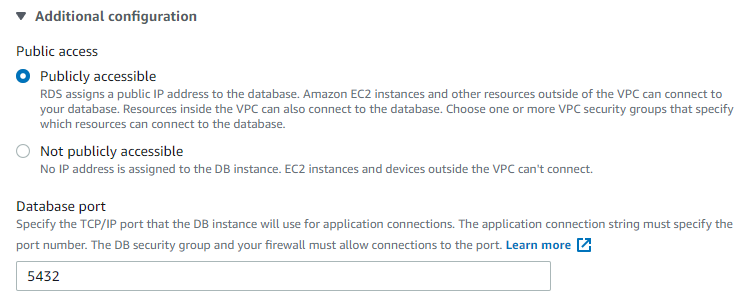 Additional configuration
Public access
Publicly accessible
RDS assigns a public IP address to the database. Amazon EC2 instances and other resources outside of the VPC can connect to
your database. Resources inside the VPC can also connect to the database. Choose one or more VPC security groups that specify
which resources can connect to the database.
Not publicly accessible
No IP address is assigned to the DB instance. EC2 instances and devices outside the VPC can't connect.
Database port
Specify the TCP/IP port that the DB instance will use for application connections. The application connection string must specify the
port number. The DB security group and your firewall must allow connections to the port. Learn more
5432